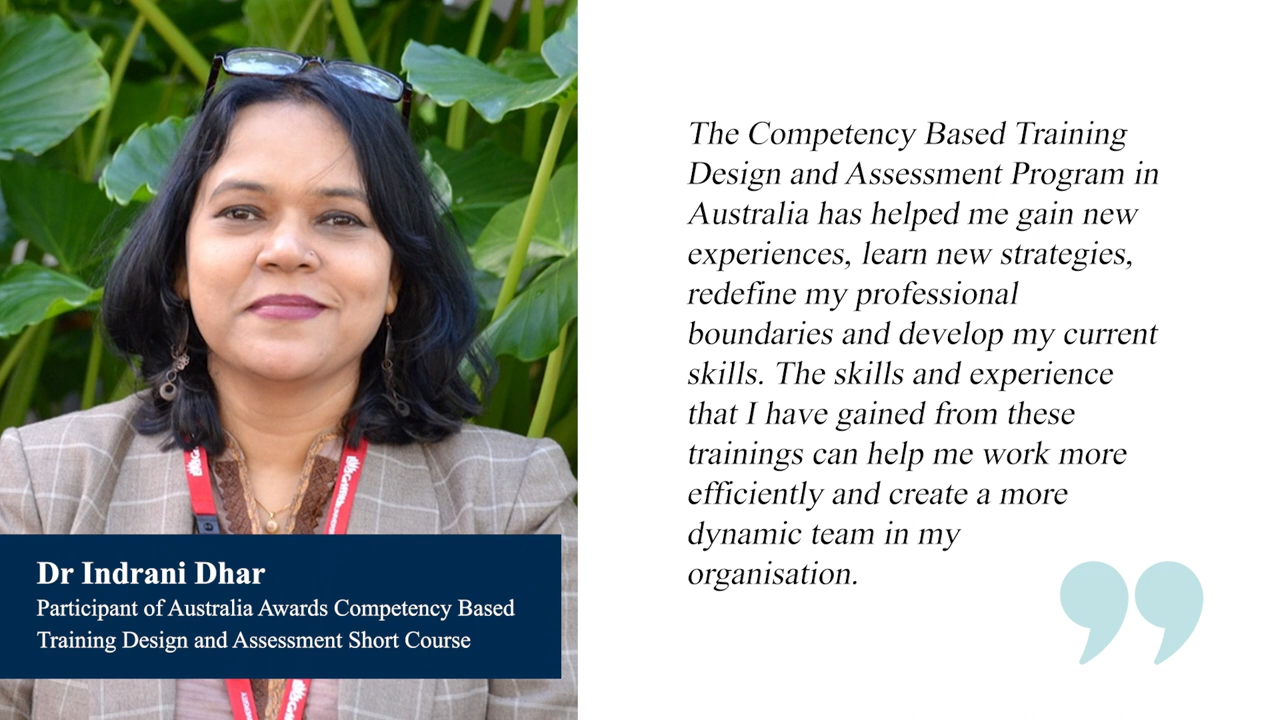 The Competency Based Training
Design and Assessment Program in
Australia has helped me gain new
experiences, learn new strategies,
redefine my professional
boundaries and develop my current
skills. The skills and experience
that I have gained from these
trainings can help me work more
efficiently and create a more
dynamic team in my
organisation.
Dr Indrani Dhar
Participant of Australia Awards Competency Based
Training Design and Assessment Short Course